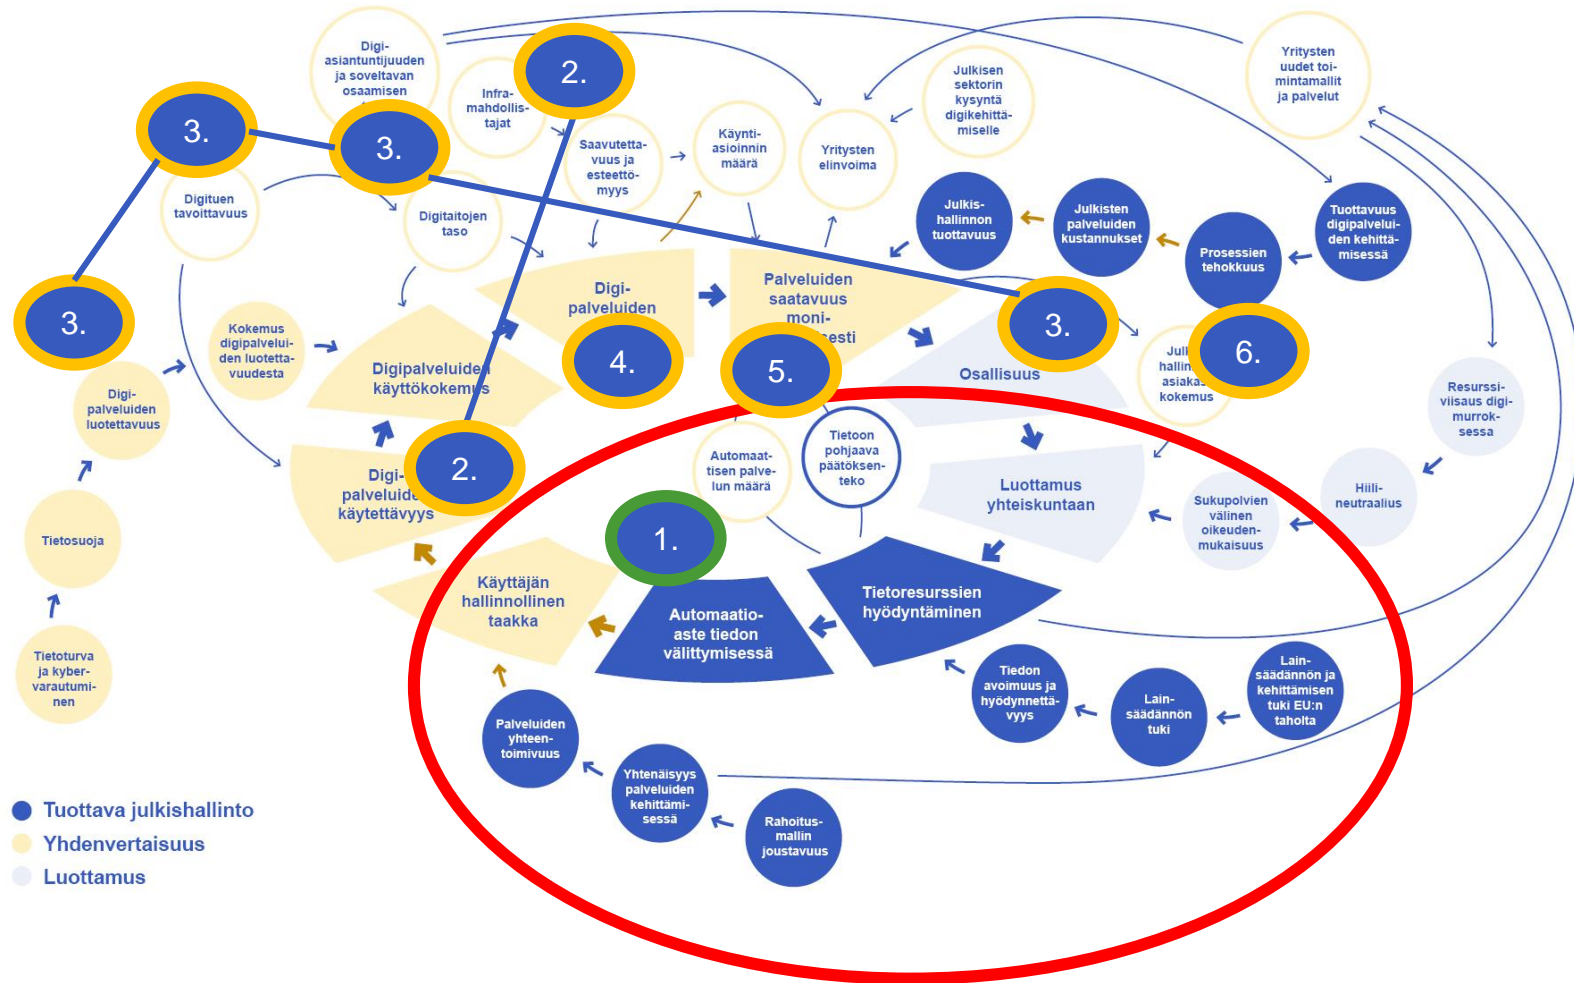 Digi-
asiantuntijuuden
ja soveltavan
osaamisen
Infra-
mahdollis-
tajat
2.
Julkisen
sektorin
kysyntä
digikehittä-
miselle
Yritysten
uudet toi-
mintamallit
ja palvelut
3.
3.
Saavutetta-
vuus ja
esteettö-
myys
Käynti-
asioinnin
määrä
Yritysten
elinvoima
Digituen
tavoittavuus
Digitaitojen
taso
Julkis-
hallinnon
tuottavuus
Julkisten
palveluiden
kustannukset
Prosessien
tehokkuus
Tuottavuus
digipalvelui-
den kehittä-
misessä
3.
Kokemus
digipalvelui-
den luotetta-
vuudesta
Digi-
palveluiden
4.
Palveluiden
saatavuus
moni-
esti
5.
3.
6.
Julk
hallin
asiakas
kokemus
Digipalveluiden
käyttökokemus
Osallisuus
Digi-
palveluiden
luotettavuus
Resurssi-
viisaus digi-
murrok-
sessa
2.
Automaat-
tisen palve-
lun määrä
Tietoon
pohjaava
päätöksen-
teko
Digi-
palveluide
käytettävyys
Luottamus
yhteiskuntaan
Hiili-
neutraalius
Sukupolvien
välinen
oikeuden-
mukaisuus
Tietosuoja
1.
Käyttäjän
hallinnollinen
taakka
Automaatio-
aste tiedon
välittymisessä
Tietoresurssien
hyödyntäminen
Tietoturva
ja kyber-
varautumi-
nen
Tiedon
avoimuus ja
hyödynnettä-
vyys
Lain-
säädännön
tuki
Lain-
säädännön ja
kehittämisen
tuki EU:n
taholta
Palveluiden
yhteen-
toimivuus
Yhtenäisyys
palveluiden
kehittämi-
sessä
Rahoitus-
mallin
joustavuus
Tuottava julkishallinto
Yhdenvertaisuus
Luottamus